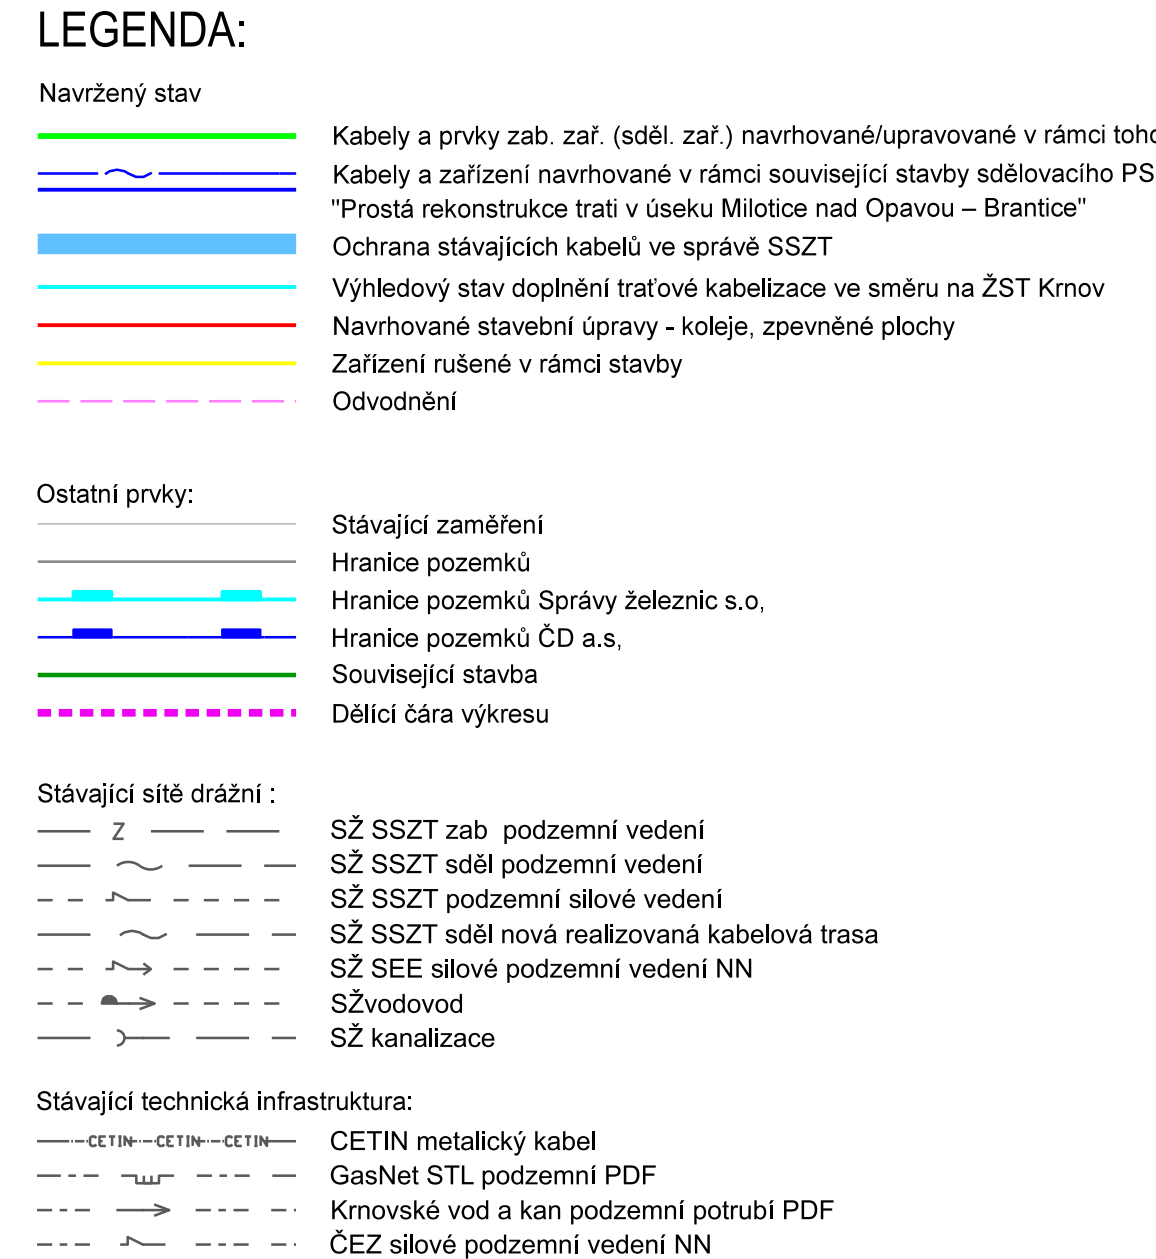 LEGENDA:
Navržený stav
Kabely a prvky zab. zař. (sděl. zař.) navrhované/upravované v rámci
Kabely a zařízení navrhované v rámci související stavby sdělovacího PS
"Prostá rekonstrukce trati v úseku Milotice nad Opavou – Brantice"
Ochrana stávajících kabelů ve správě SSZT
Výhledový stav doplnění traťové kabelizace ve směru na ŽST Krnov
Navrhované stavební úpravy - koleje, zpevněné plochy
Zařízení rušené v rámci stavby
Odvodnění
Ostatní prvky:
Stávající zaměření
Hranice pozemků
Hranice pozemků Správy železnic s.o,
Hranice pozemků ČD a.s,
Související stavba
Dělící čára výkresu
Stávající sítě drážní :
Z SŽ SSZT zab podzemní vedení
SŽ SSZT sděl podzemní vedení
SŽ SSZT podzemní silové vedení
SŽ SSZT sděl nová realizovaná kabelová trasa
SŽ SEE silové podzemní vedení NN
SŽvodovod
SŽ kanalizace
Stávající technická infrastruktura:
CETIN CETIN CETIN CETIN metalický kabel
GasNet STL podzemní PDF
Krnovské vod a kan podzemní potrubí PDF
ČEZ silové podzemní vedení NN